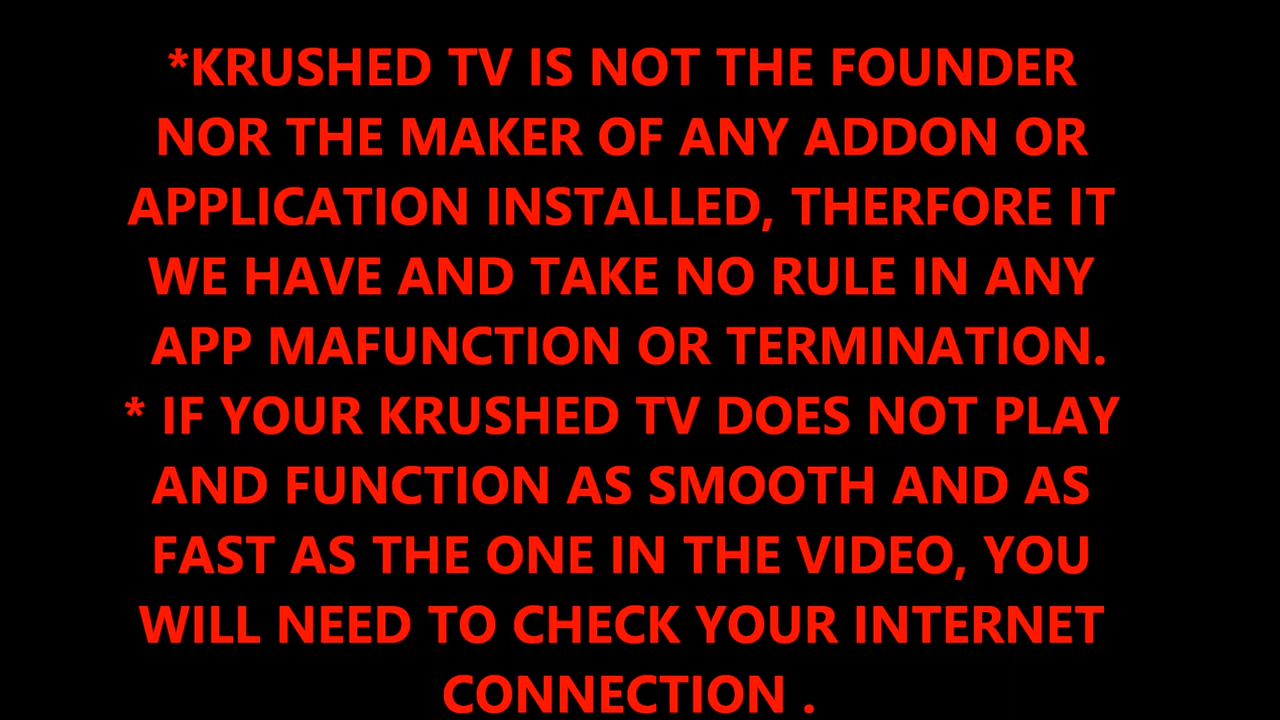 *KRUSHED TV IS NOT THE FOUNDER
NOR THE MAKER OF ANY ADDON OR
APPLICATION INSTALLED, THERFORE IT
WE HAVE AND TAKE NO RULE IN ANY
APP MAFUNCTION OR TERMINATION.
* IF YOUR KRUSHED TV DOES NOT PLAY
AND FUNCTION AS SMOOTH AND AS
FAST AS THE ONE IN THE VIDEO, YOU
WILL NEED TO CHECK YOUR INTERNET
CONNECTION .